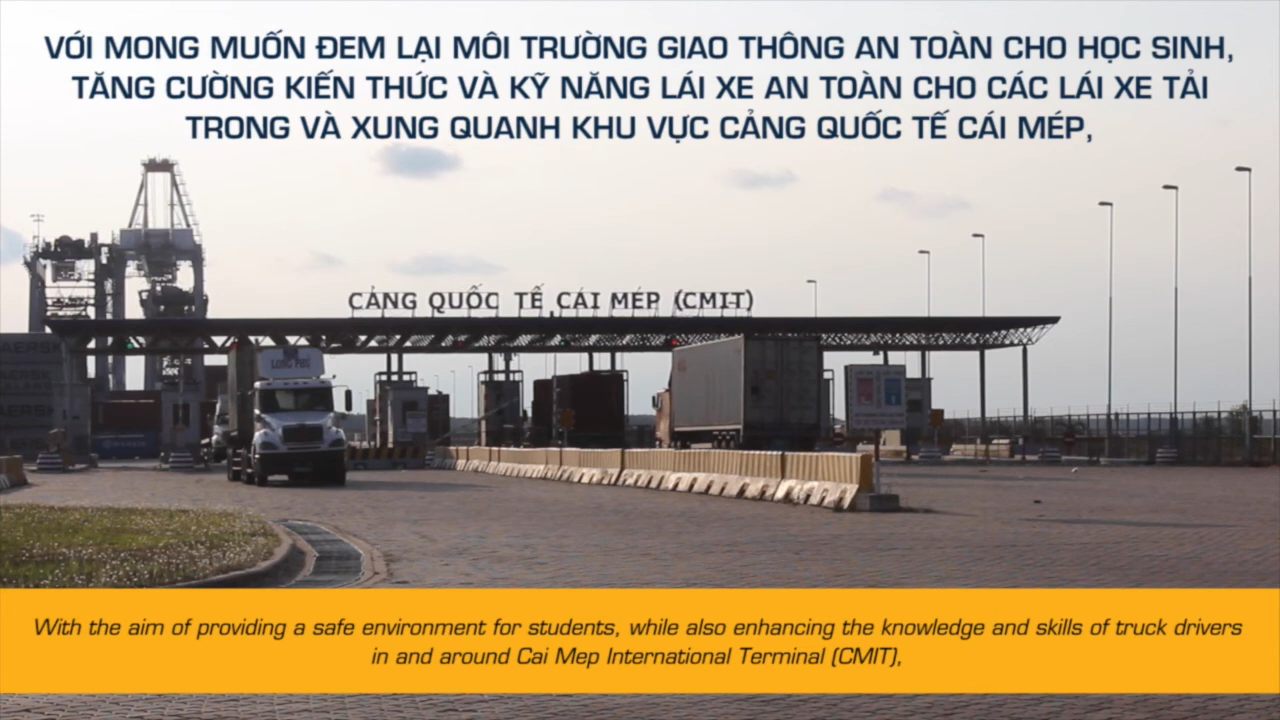 VỚI MONG MUỐN ĐEM LẠI MÔI TRƯỜNG GIAO THÔNG AN TOÀN CHO HỌC SINH,
TĂNG CƯỜNG KIẾN THỨC VÀ KỸ NĂNG LÁI XE AN TOÀN CHO CÁC LÁI XE TẢI
TRONG VÀ XUNG QUANH KHU VỰC CẢNG QUỐC TẾ CÁI MÉP,
CẢNG QUỐC TẾ CÁI MÉP (CMIT)
LONG PHU
With the aim of providing a safe environment for students, while also enhancing the knowledge and skills of truck drivers
in and around Cai Mep International Terminal (CMIT),